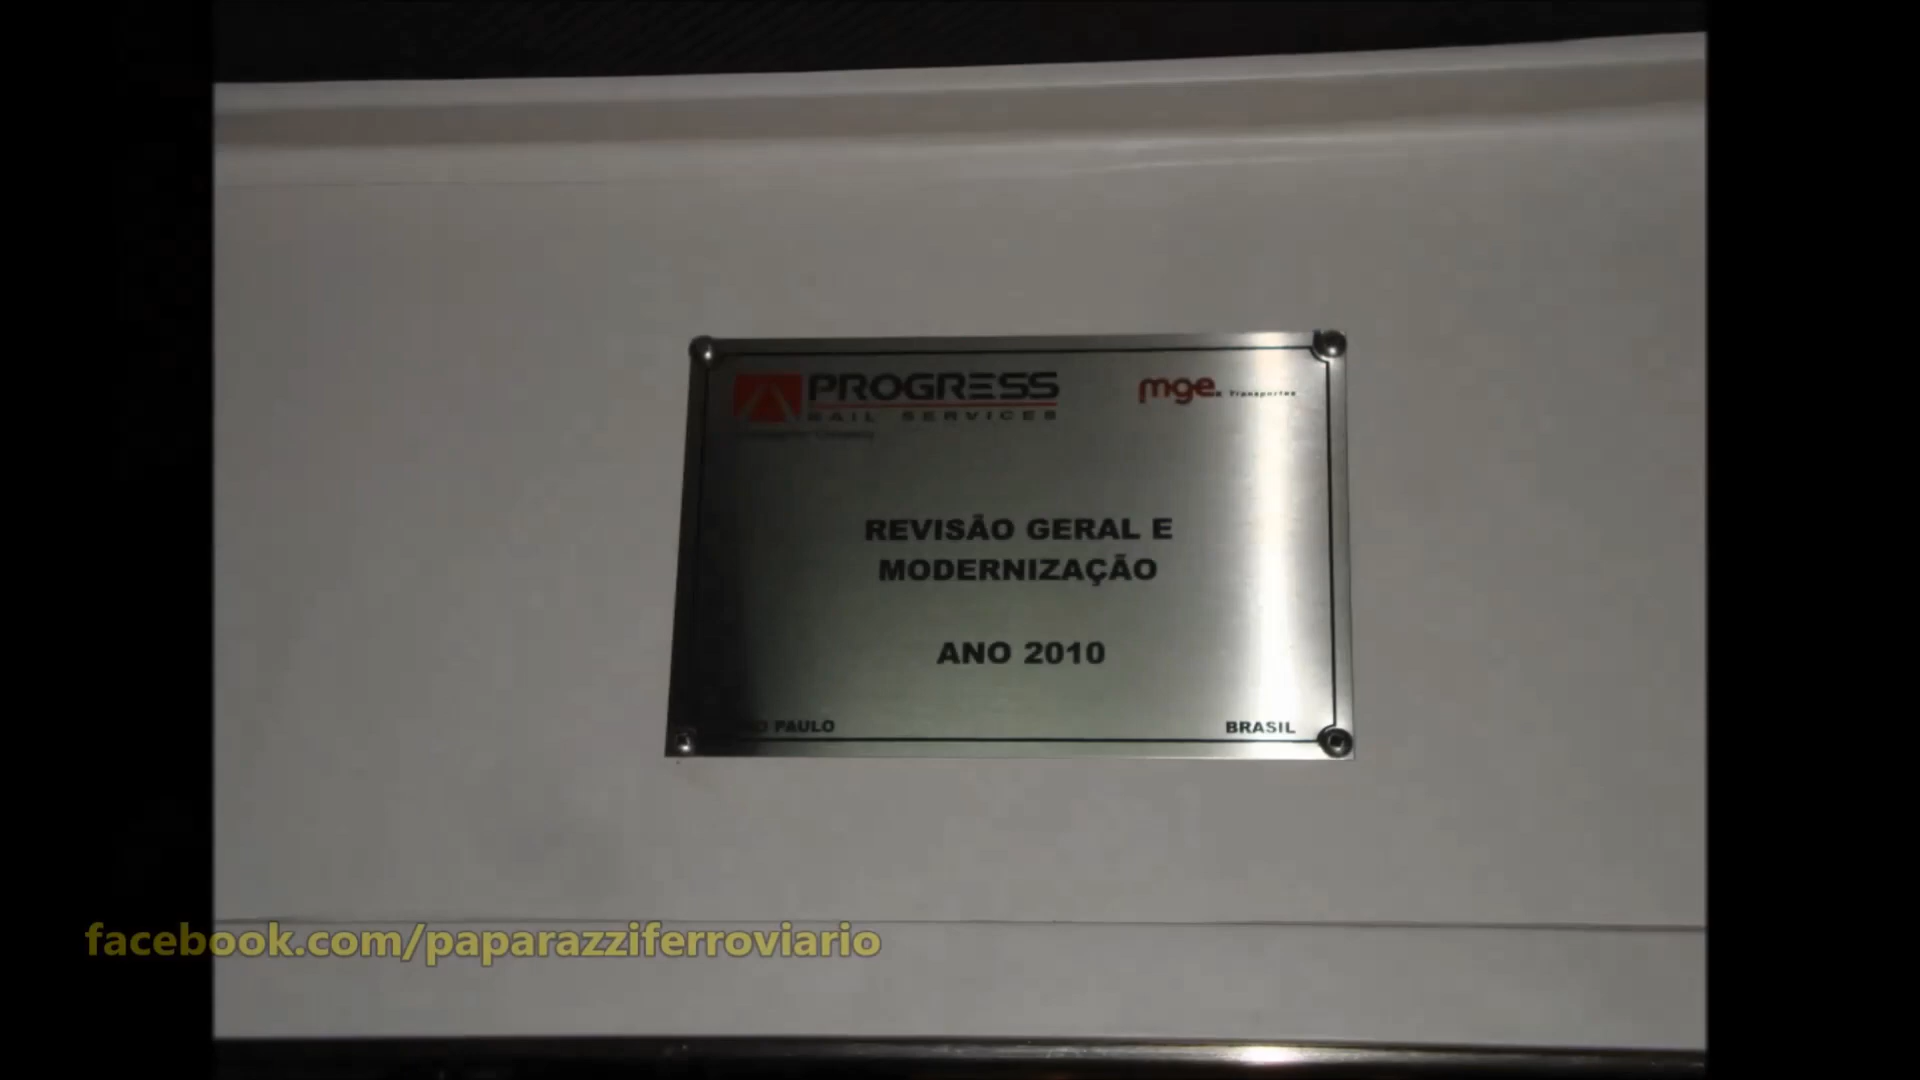 PROGRESS
RAIL SERVICES
mge Transportes
REVISÃO GERAL E
MODERNIZAÇÃO
ANO 2010
PAULO
BRASIL
facebook.com/paparazziferroviario